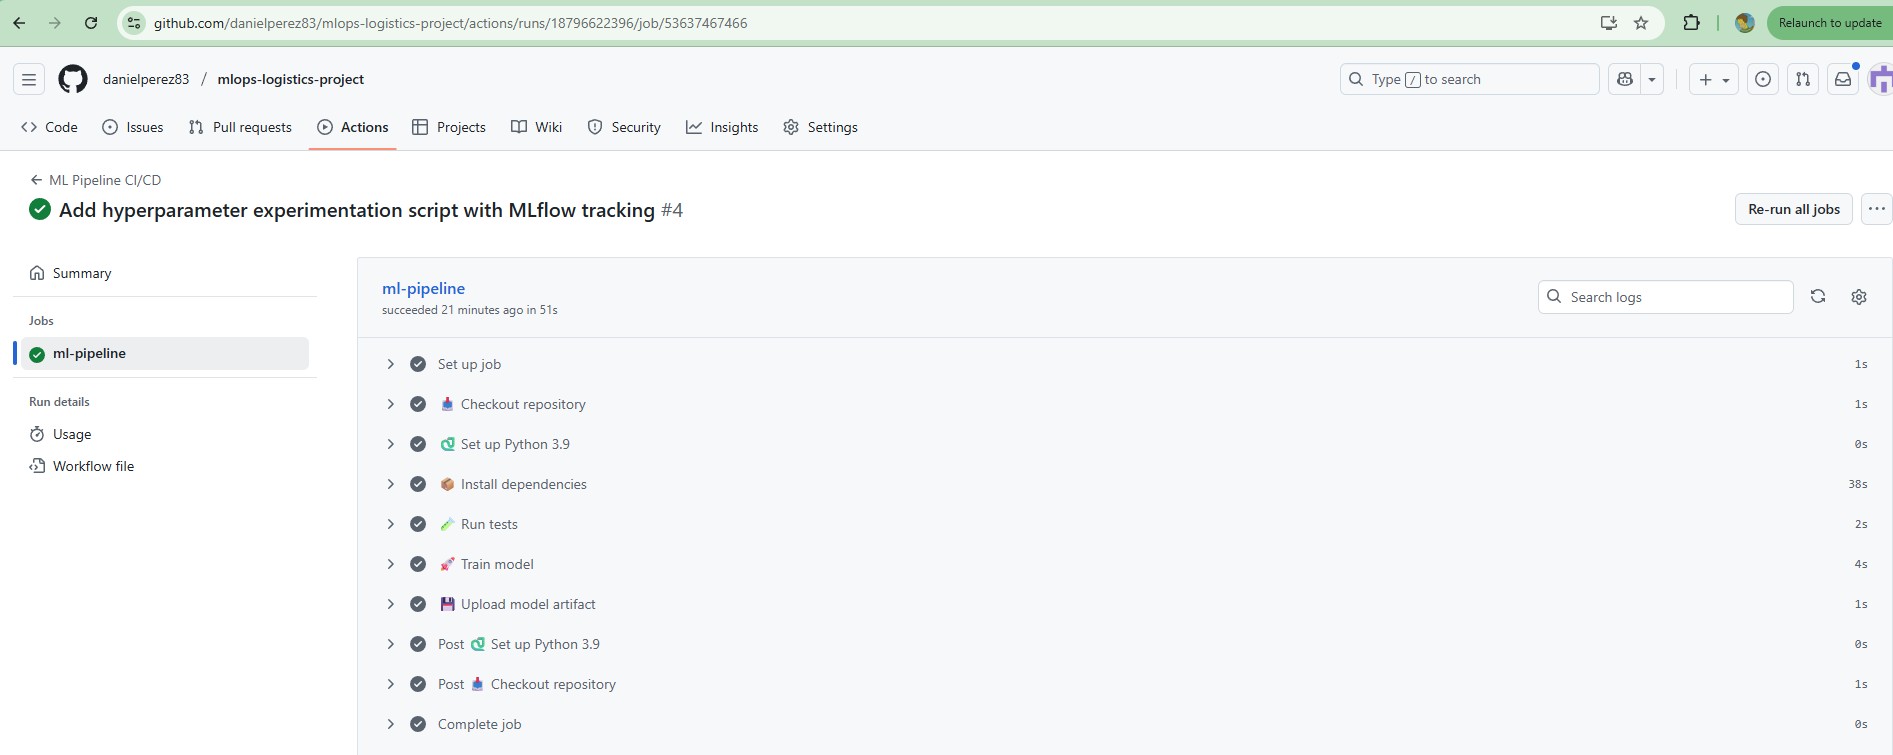 github.com/danielperez83/mlops-logistics-project/actions/runs/18796622396/job/53637467466
Relaunch to update
danielperez83 / mlops-logistics-project
Type / to search
Code Issues Pull requests Actions Projects Wiki Security Insights Settings
ML Pipeline CI/CD
Add hyperparameter experimentation script with MLflow tracking #4
Re-run all jobs
Summary
Jobs
ml-pipeline
Run details
Usage
Workflow file
ml-pipeline
succeeded 21 minutes ago in 51s
Search logs
Set up job 1s
Checkout repository 1s
Set up Python 3.9 0s
Install dependencies 38s
Run tests 2s
Train model 4s
Upload model artifact 1s
Post Set up Python 3.9 0s
Post Checkout repository 1s
Complete job 0s